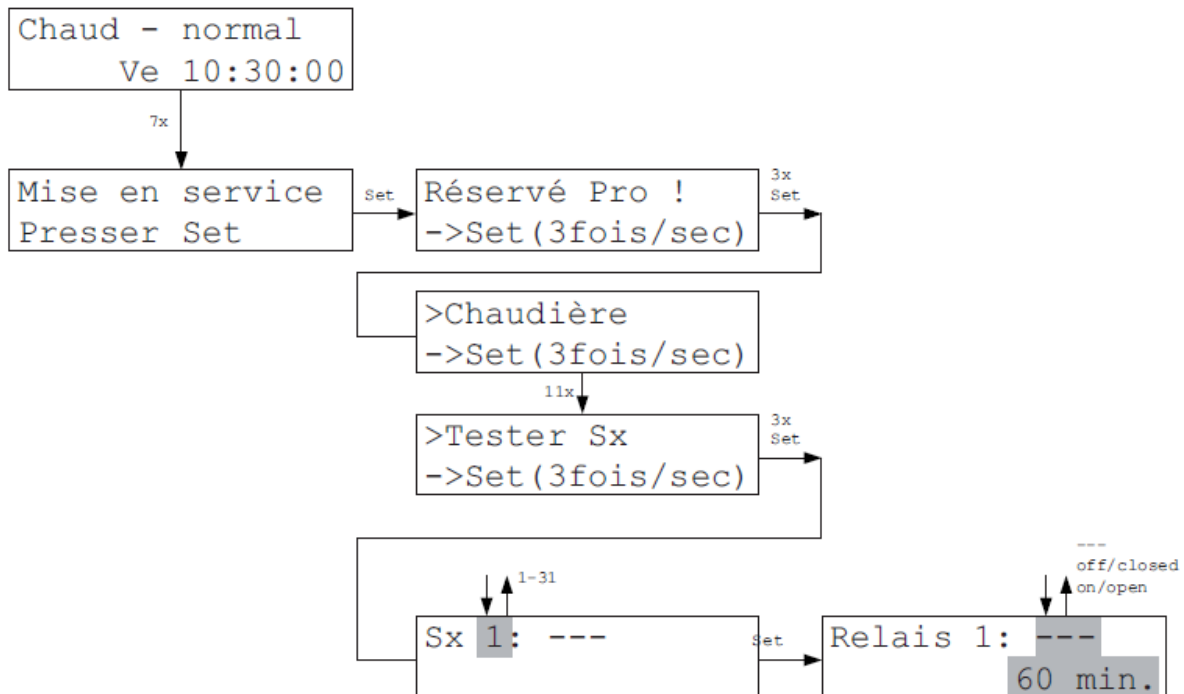 Chaud - normal
Ve 10:30:00
7x
Mise en service
Presser Set
Set
Réservé Pro !
->Set(3fois/sec)
3x
Set
>Chaudière
->Set(3fois/sec)
11x
>Tester Sx
->Set(3fois/sec)
3x
Set
1-31
Sx 1: ---
Set
---
off/closed
on/open
Relais 1: ---
60 min.